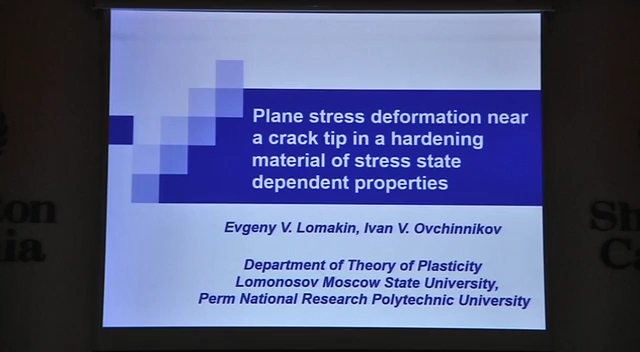 Plane stress deformation near
a crack tip in a hardening
material of stress state
dependent properties
Evgeny V. Lomakin, Ivan V. Ovchinnikov
Department of Theory of Plasticity
Lomonosov Moscow State University,
Perm National Research Polytechnic University